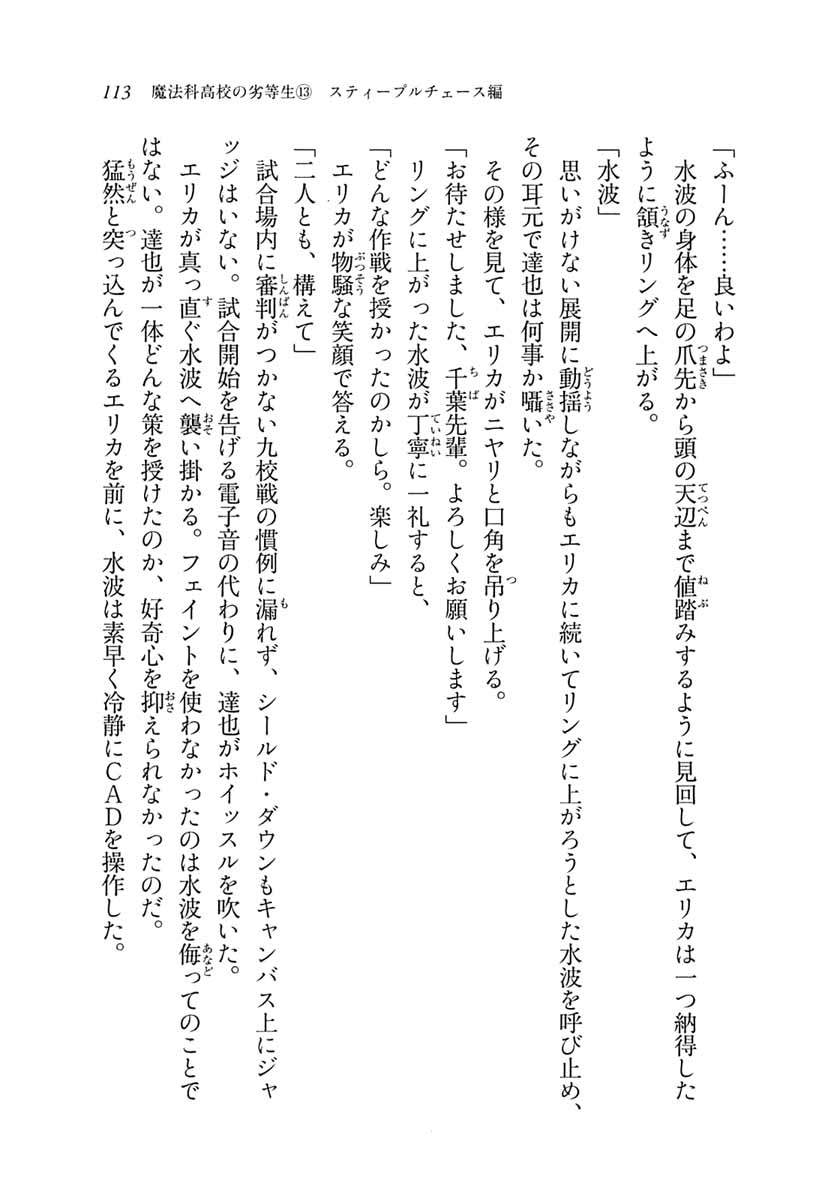 113　魔法科高校の劣等生⑬　スティープルチェース編
「ふーん……良いわよ」
　水波の身体を足の爪先から頭の天辺まで値踏みするように見回して、エリカは一つ納得した
ように頷きリングへ上がる。
「水波」
　思いがけない展開に動揺しながらもエリカに続いてリングに上がろうとした水波を呼び止め、
その耳元で達也は何事か囁いた。
　その様を見て、エリカがニヤリと口角を吊り上げる。
「お待たせしました、千葉先輩。よろしくお願いします」
　リングに上がった水波が丁寧に一礼すると、
「どんな作戦を授かったのかしら。楽しみ」
　エリカが物騒な笑顔で答える。
「二人とも、構えて」
　試合場内に審判がつかない九校戦の慣例に漏れず、シールド・ダウンもキャンバス上にジャ
ッジはいない。試合開始を告げる電子音の代わりに、達也がホイッスルを吹いた。
　エリカが真っ直ぐ水波へ襲い掛かる。フェイントを使わなかったのは水波を侮ってのことで
はない。達也が一体どんな策を授けたのか、好奇心を抑えられなかったのだ。
　猛然と突っ込んでくるエリカを前に、水波は素早く冷静にＣＡＤを操作した。